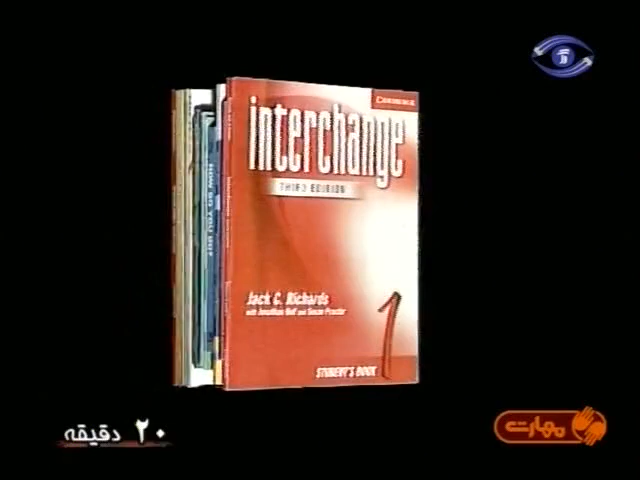 CAMBRIDGE
interchange
THIRD EDITION
Jack C. Richards
with Jonathan Hull and Susan Proctor
1
STUDENT'S BOOK
۲۰ دقیقه
مهارت